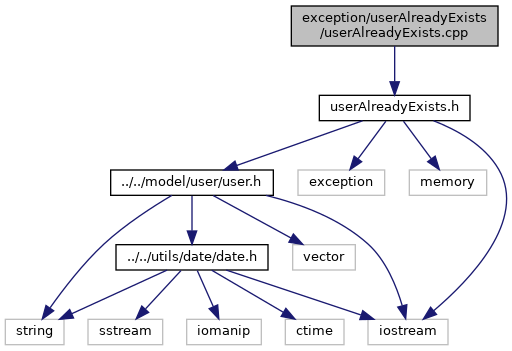 exception/userAlreadyExists
/userAlreadyExists.cpp
userAlreadyExists.h
../../model/user/user.h
exception
memory
../../utils/date/date.h
vector
string
sstream
iomanip
ctime
iostream